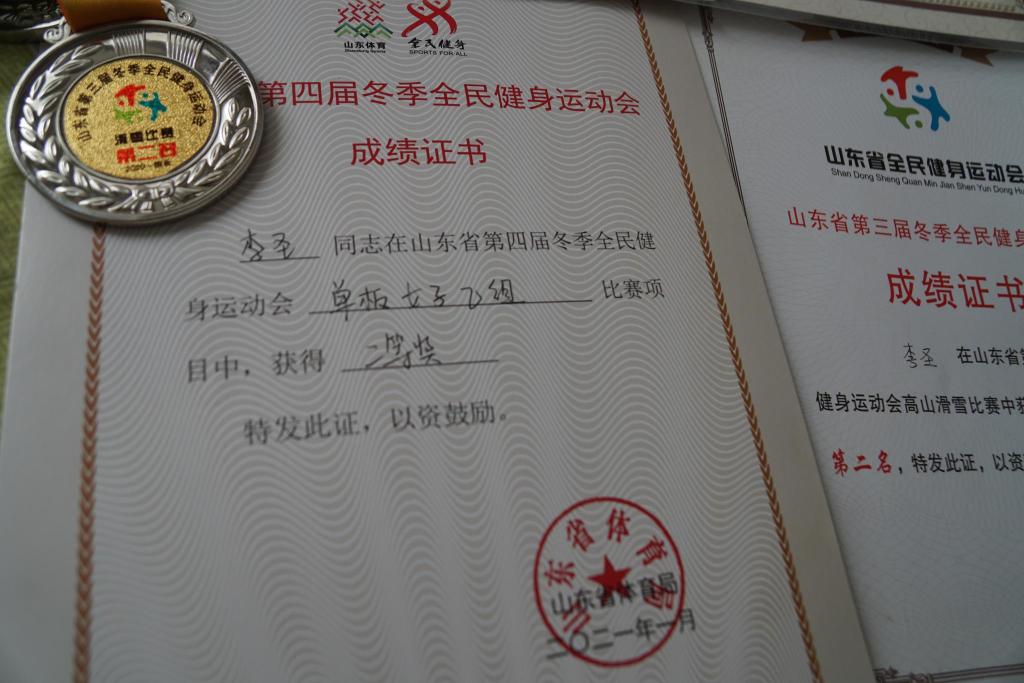 山东省第三届冬季全民健身运动会
滑雪比赛
第二名
山东体育
Shandong Sports
全民健身
SPORTS FOR ALL
第四届冬季全民健身运动会
成绩证书
李圣 同志在山东省第四届冬季全民健
身运动会 单板女子乙组 比赛项
目中，获得 二等奖
特发此证，以资鼓励。
山东省体育局
山东省体育局
二〇二一年一月
山东省全民健身运动会
Shan Dong Sheng Quan Min Jian Shen Yun Dong Hu
山东省第三届冬季全民健身
成绩证书
李圣 在山东省第
健身运动会高山滑雪比赛中获
第二名，特发此证，以资